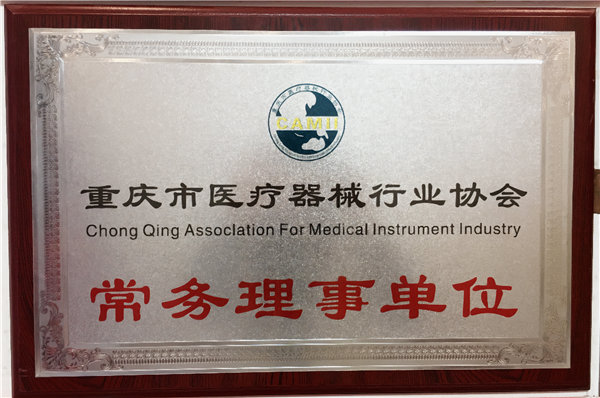 CAMII
重庆市医疗器械行业协会
Chong Qing Assoclation For Medical Instrument Industry
常务理事单位